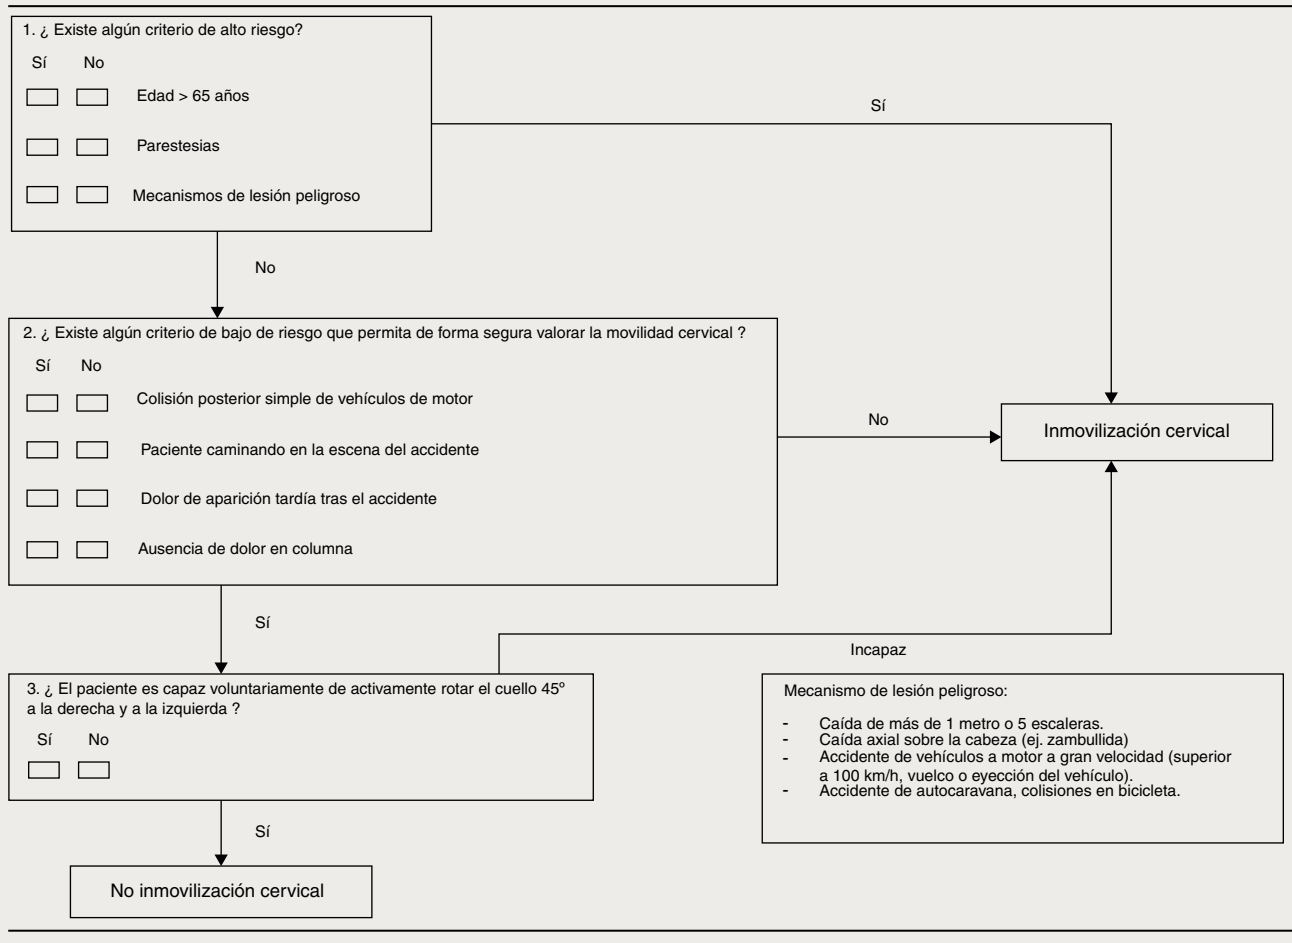 1. ¿ Existe algún criterio de alto riesgo?
Sí No
Edad > 65 años
Sí
Parestesias
Mecanismos de lesión peligroso
No
2. ¿ Existe algún criterio de bajo de riesgo que permita de forma segura valorar la movilidad cervical ?
Sí No
Colisión posterior simple de vehículos de motor
No
Inmovilización cervical
Paciente caminando en la escena del accidente
Dolor de aparición tardía tras el accidente
Ausencia de dolor en columna
Sí
Incapaz
3. ¿ El paciente es capaz voluntariamente de activamente rotar el cuello 45º
a la derecha y a la izquierda ?
Sí No
Mecanismo de lesión peligroso:
- Caída de más de 1 metro o 5 escaleras.
- Caída axial sobre la cabeza (ej. zambullida)
- Accidente de vehículos a motor a gran velocidad (superior
a 100 km/h, vuelco o eyección del vehículo).
- Accidente de autocaravana, colisiones en bicicleta.
Sí
No inmovilización cervical